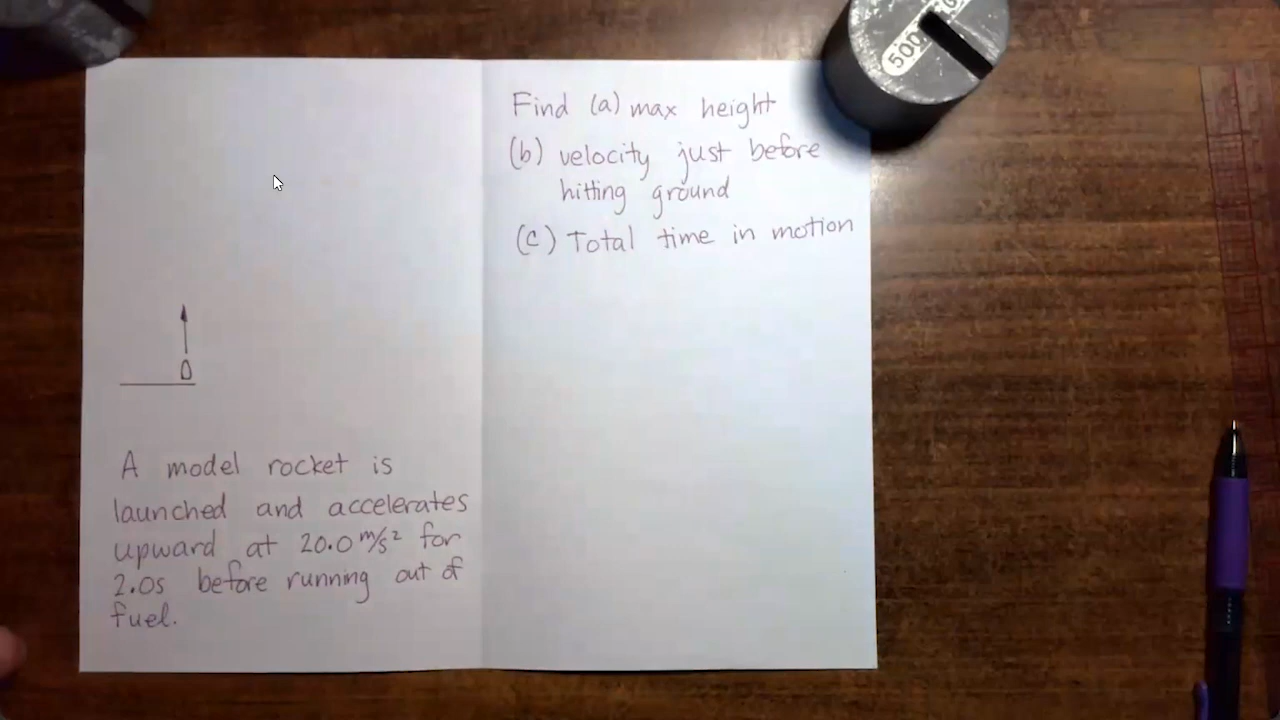 A model rocket is
launched and accelerates
upward at 20.0 m/s² for
2.0s before running out of
fuel.
Find (a) max height
(b) velocity just before
hitting ground
(c) Total time in motion
500